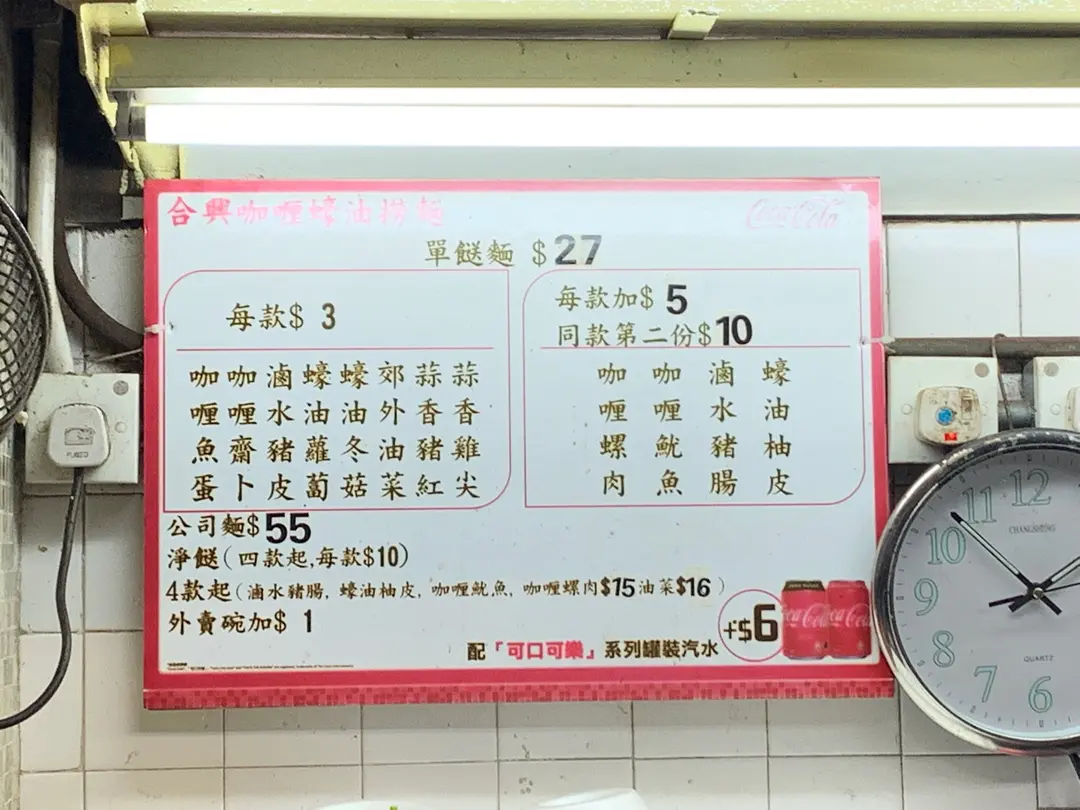 合興咖喱蠔油捞麵
Coca-Cola
單餸麵 $27
每款$ 3
咖喱魚蛋
咖喱齋卜
滷水豬皮
蠔油蘿蔔
蠔油冬菇
郊外油菜
蒜香豬紅
蒜香雞尖
每款加$ 5
同款第二份$10
咖喱螺肉
咖喱魷魚
滷水豬腸
蠔油柚皮
公司麵$55
淨餸(四款起,每款$10)
4款起(滷水豬腸, 蠔油柚皮, 咖喱魷魚, 咖喱螺肉$15油菜$16 )
外賣碗加$ 1
配「可口可樂」系列罐裝汽水
+$6
Coca-Cola
Coca-Cola
12
11
10
9
8
7
6
CHANGSHENG
QUARTZ